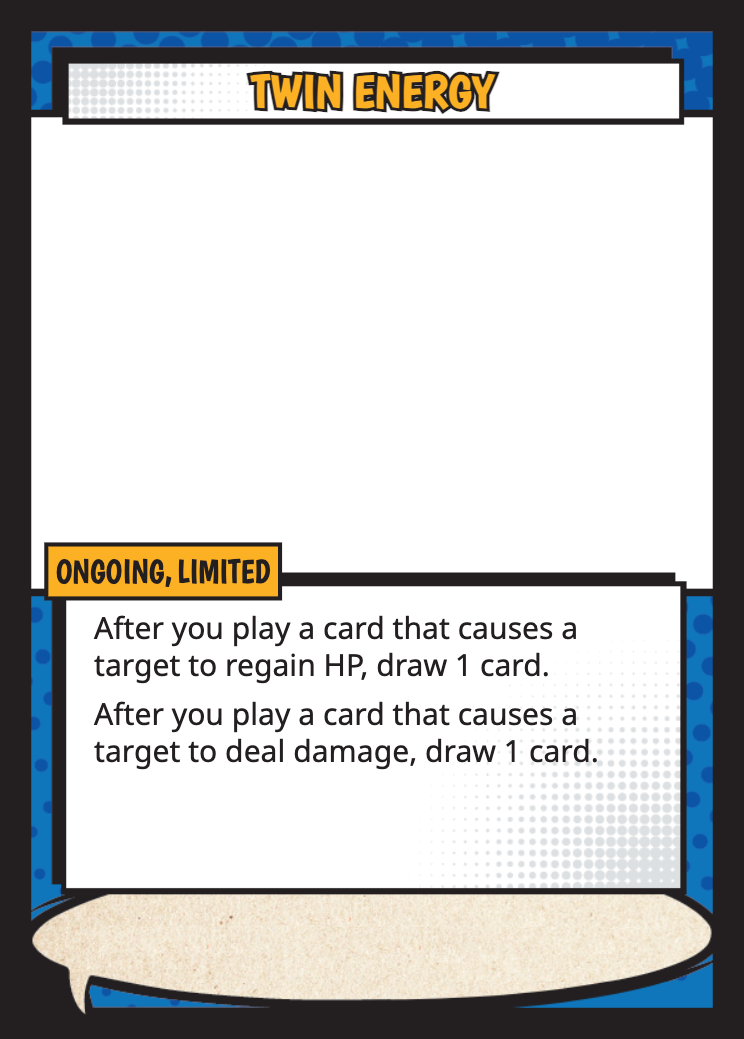 TWIN ENERGY
ONGOING, LIMITED
After you play a card that causes a
target to regain HP, draw 1 card.
After you play a card that causes a
target to deal damage, draw 1 card.